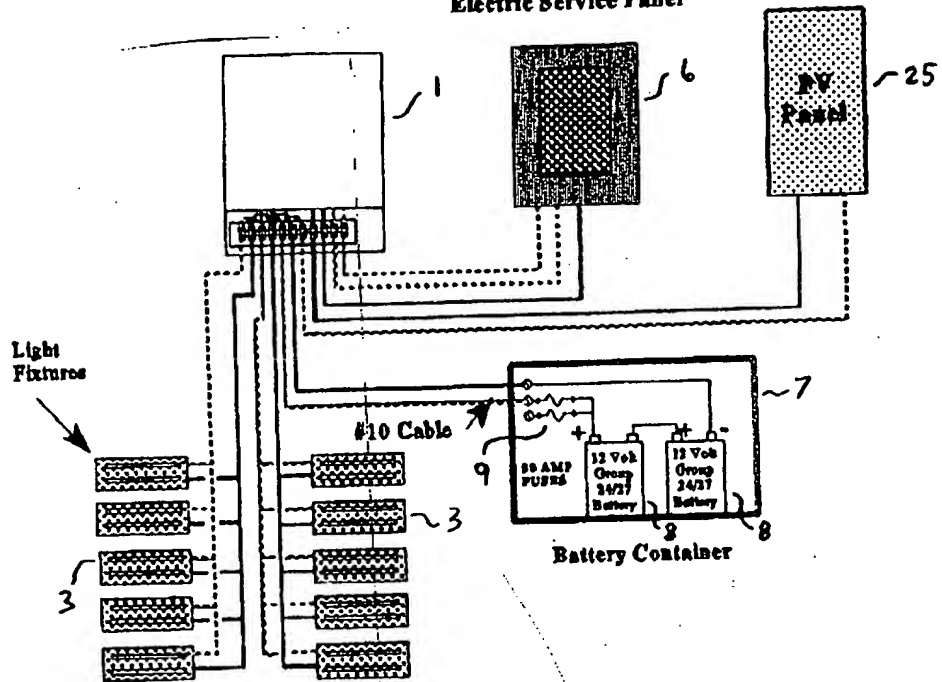 Electric Service Panel
1
6
PV
Panel
25
Light
Fixtures
#10 Cable
7
9
AMP
FUSES
+
+
-
12 Volt
Group
24/27
Battery
12 Volt
Group
24/27
Battery
8
8
Battery Container
3
3